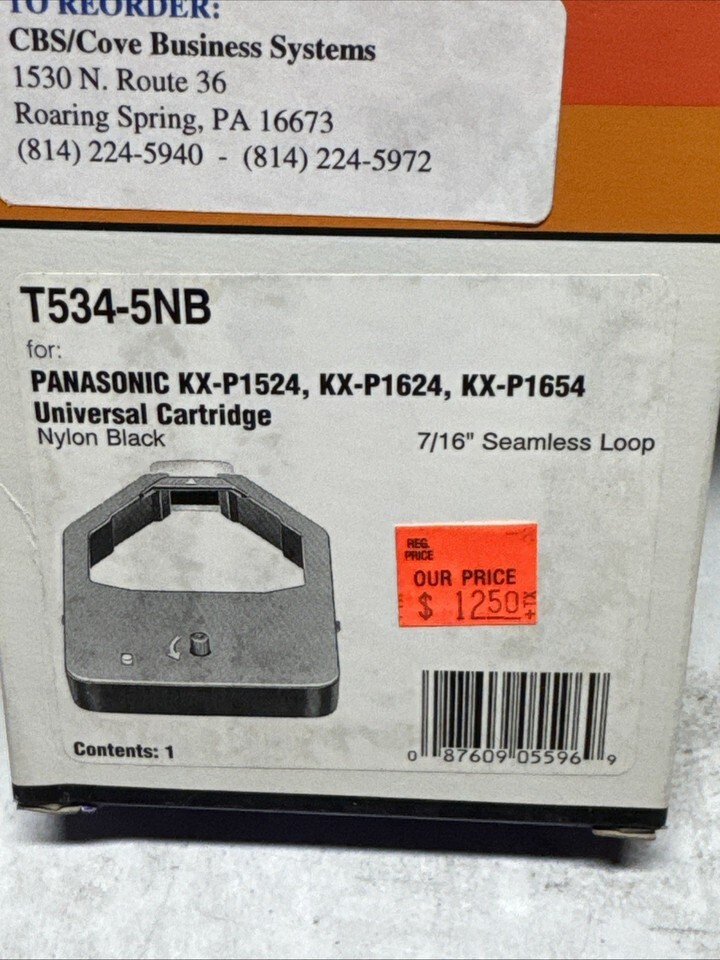 TO REORDER:
CBS/Cove Business Systems
1530 N. Route 36
Roaring Spring, PA 16673
(814) 224-5940 - (814) 224-5972
T534-5NB
for:
PANASONIC KX-P1524, KX-P1624, KX-P1654
Universal Cartridge
Nylon Black
7/16" Seamless Loop
REG.
PRICE
OUR PRICE
$ 1250
+TX
Contents: 1
0 87609 05596 9